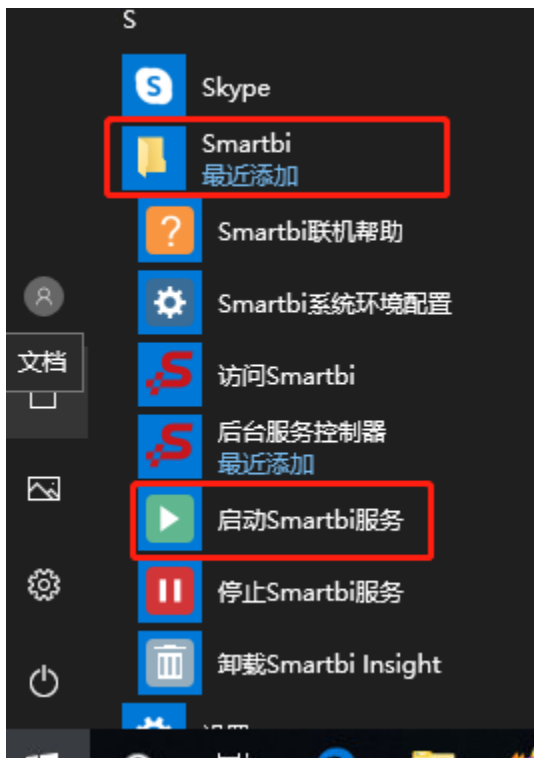 S
Skype
Smartbi
最近添加
Smartbi联机帮助
Smartbi系统环境配置
文档
访问Smartbi
后台服务控制器
最近添加
启动Smartbi服务
停止Smartbi服务
卸载Smartbi Insight